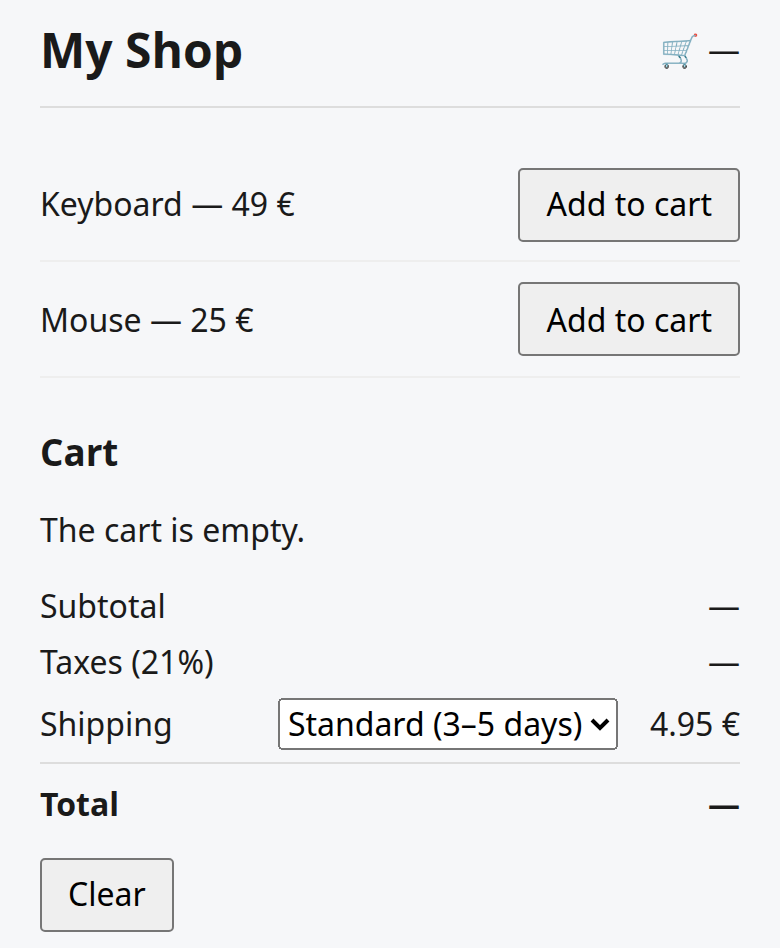 My Shop 🛒 —
Keyboard — 49 € Add to cart
Mouse — 25 € Add to cart
Cart
The cart is empty.
Subtotal —
Taxes (21%) —
Shipping Standard (3–5 days) 4.95 €
Total —
Clear